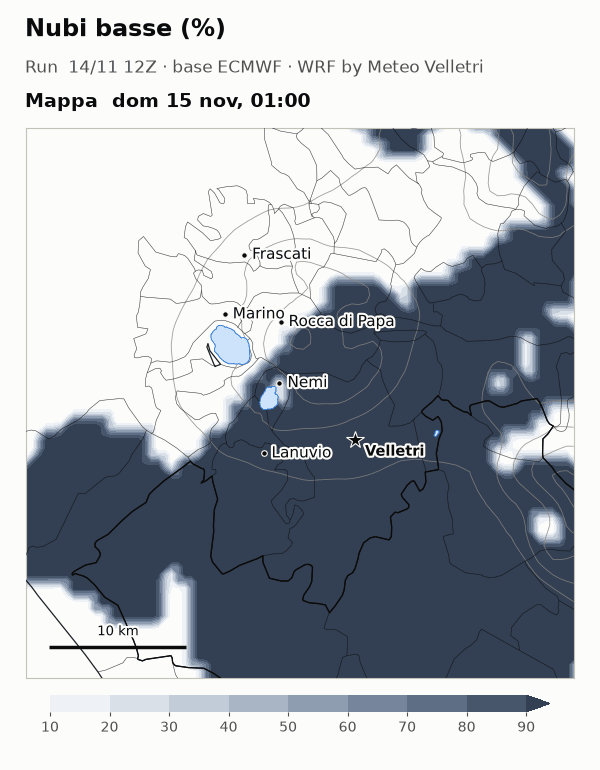 Nubi basse (%)
Run  14/11 12Z · base ECMWF · WRF by Meteo Velletri
Mappa  dom 15 nov, 01:00
Frascati
Marino
Rocca di Papa
Nemi
Lanuvio
Velletri
10 km
10 20 30 40 50 60 70 80 90